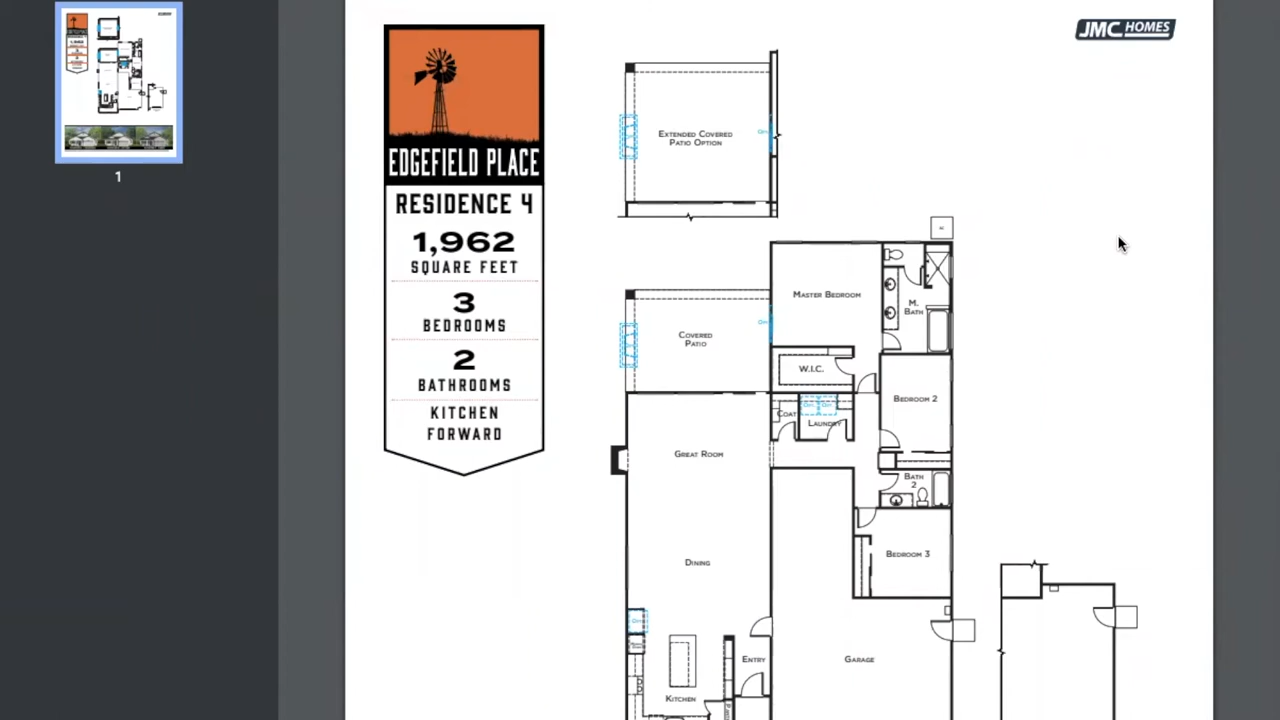 JMC HOMES
EDGEFIELD PLACE
RESIDENCE 4
1,962
SQUARE FEET
3
BEDROOMS
2
BATHROOMS
KITCHEN
FORWARD
EXTENDED COVERED
PATIO OPTION
MASTER BEDROOM
M.
BATH
COVERED
PATIO
W.I.C.
BEDROOM 2
COAT
LAUNDRY
GREAT ROOM
BATH
2
BEDROOM 3
DINING
ENTRY
GARAGE
KITCHEN
1